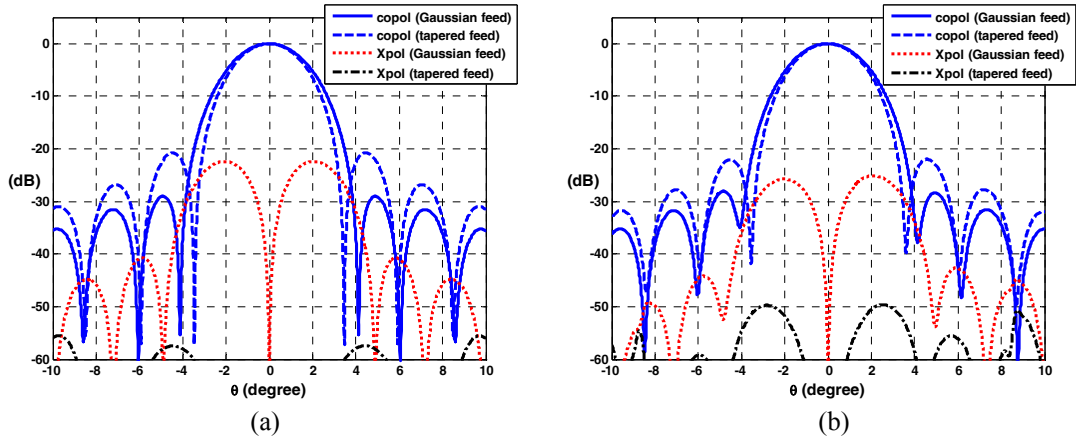 copol (Gaussian feed)
copol (tapered feed)
Xpol (Gaussian feed)
Xpol (tapered feed)
0
-10
-20
(dB)
-30
-40
-50
-60
-10 -8 -6 -4 -2 0 2 4 6 8 10
θ (degree)
(a)
copol (Gaussian feed)
copol (tapered feed)
Xpol (Gaussian feed)
Xpol (tapered feed)
0
-10
-20
(dB)
-30
-40
-50
-60
-10 -8 -6 -4 -2 0 2 4 6 8 10
θ (degree)
(b)